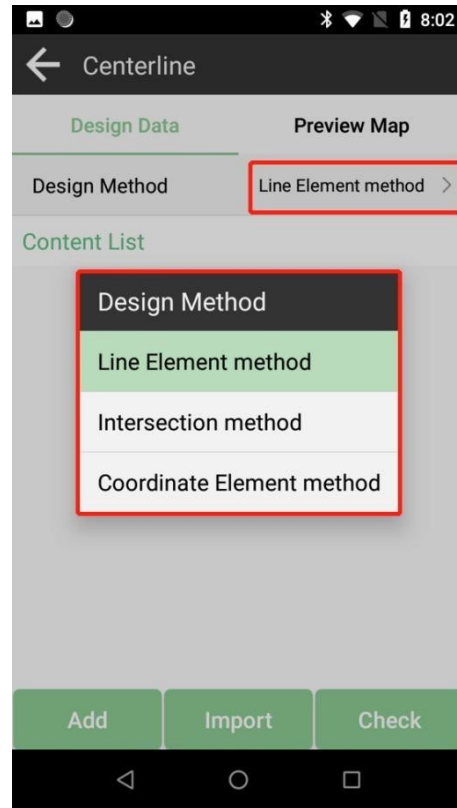 8:02
Centerline
Design Data Preview Map
Design Method Line Element method
Content List
Design Method
Line Element method
Intersection method
Coordinate Element method
Add Import Check